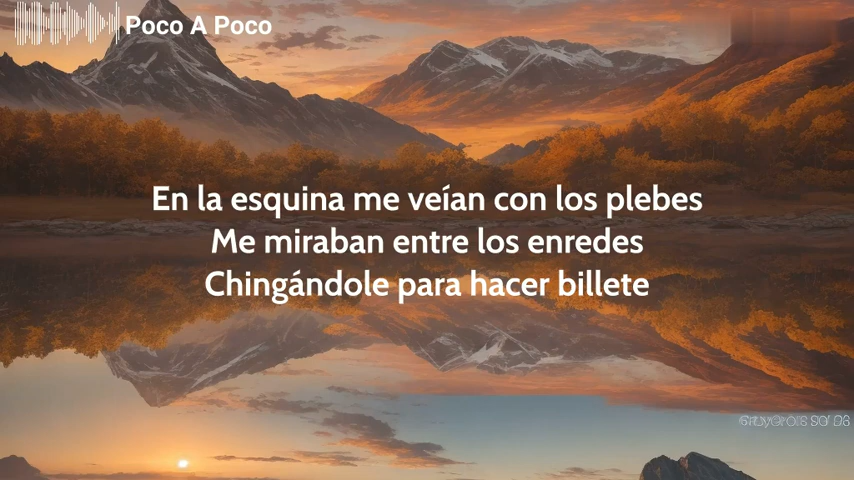 Poco A Poco
En la esquina me veían con los plebes
Me miraban entre los enredes
Chingándole para hacer billete